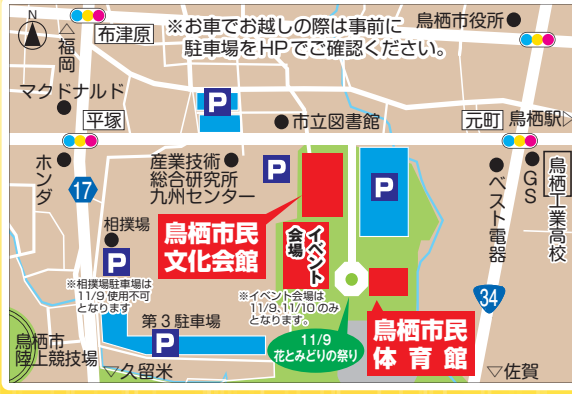 N
△福岡
布津原
※お車でお越しの際は事前に
駐車場をHPでご確認ください。
鳥栖市役所
マクドナルド
平塚
P
市立図書館
元町
鳥栖駅▷
ホンダ
17
産業技術
総合研究所
九州センター
P
P
ベスト電器
GS
鳥栖工業高校
相撲場
P
鳥栖市民
文化会館
イベント
会場
※相撲場駐車場は
11/9 使用不可
となります
※イベント会場は
11/9、11/10 のみ
となります。
34
第3駐車場
P
11/9
花とみどりの祭り
鳥栖市民
体育館
鳥栖市
陸上競技場
▽久留米
▽佐賀